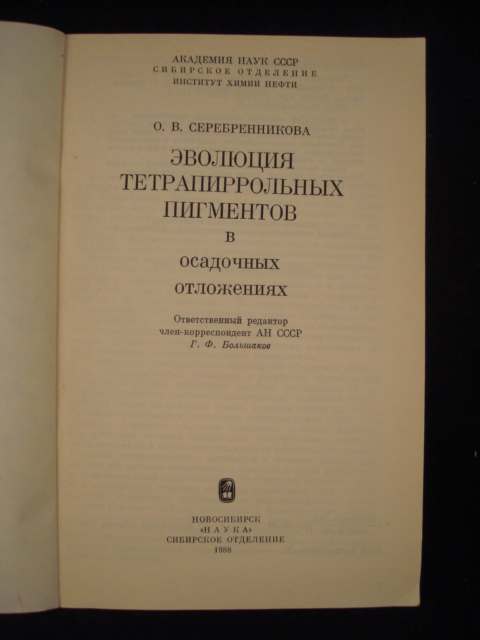 АКАДЕМИЯ НАУК СССР
СИБИРСКОЕ ОТДЕЛЕНИЕ
ИНСТИТУТ ХИМИИ НЕФТИ
О. В. СЕРЕБРЕННИКОВА
ЭВОЛЮЦИЯ
ТЕТРАПИРРОЛЬНЫХ
ПИГМЕНТОВ
В
ОСАДОЧНЫХ
ОТЛОЖЕНИЯХ
Ответственный редактор
член-корреспондент АН СССР
Г. Ф. Большаков
НОВОСИБИРСК
«НАУКА»
СИБИРСКОЕ ОТДЕЛЕНИЕ
1988